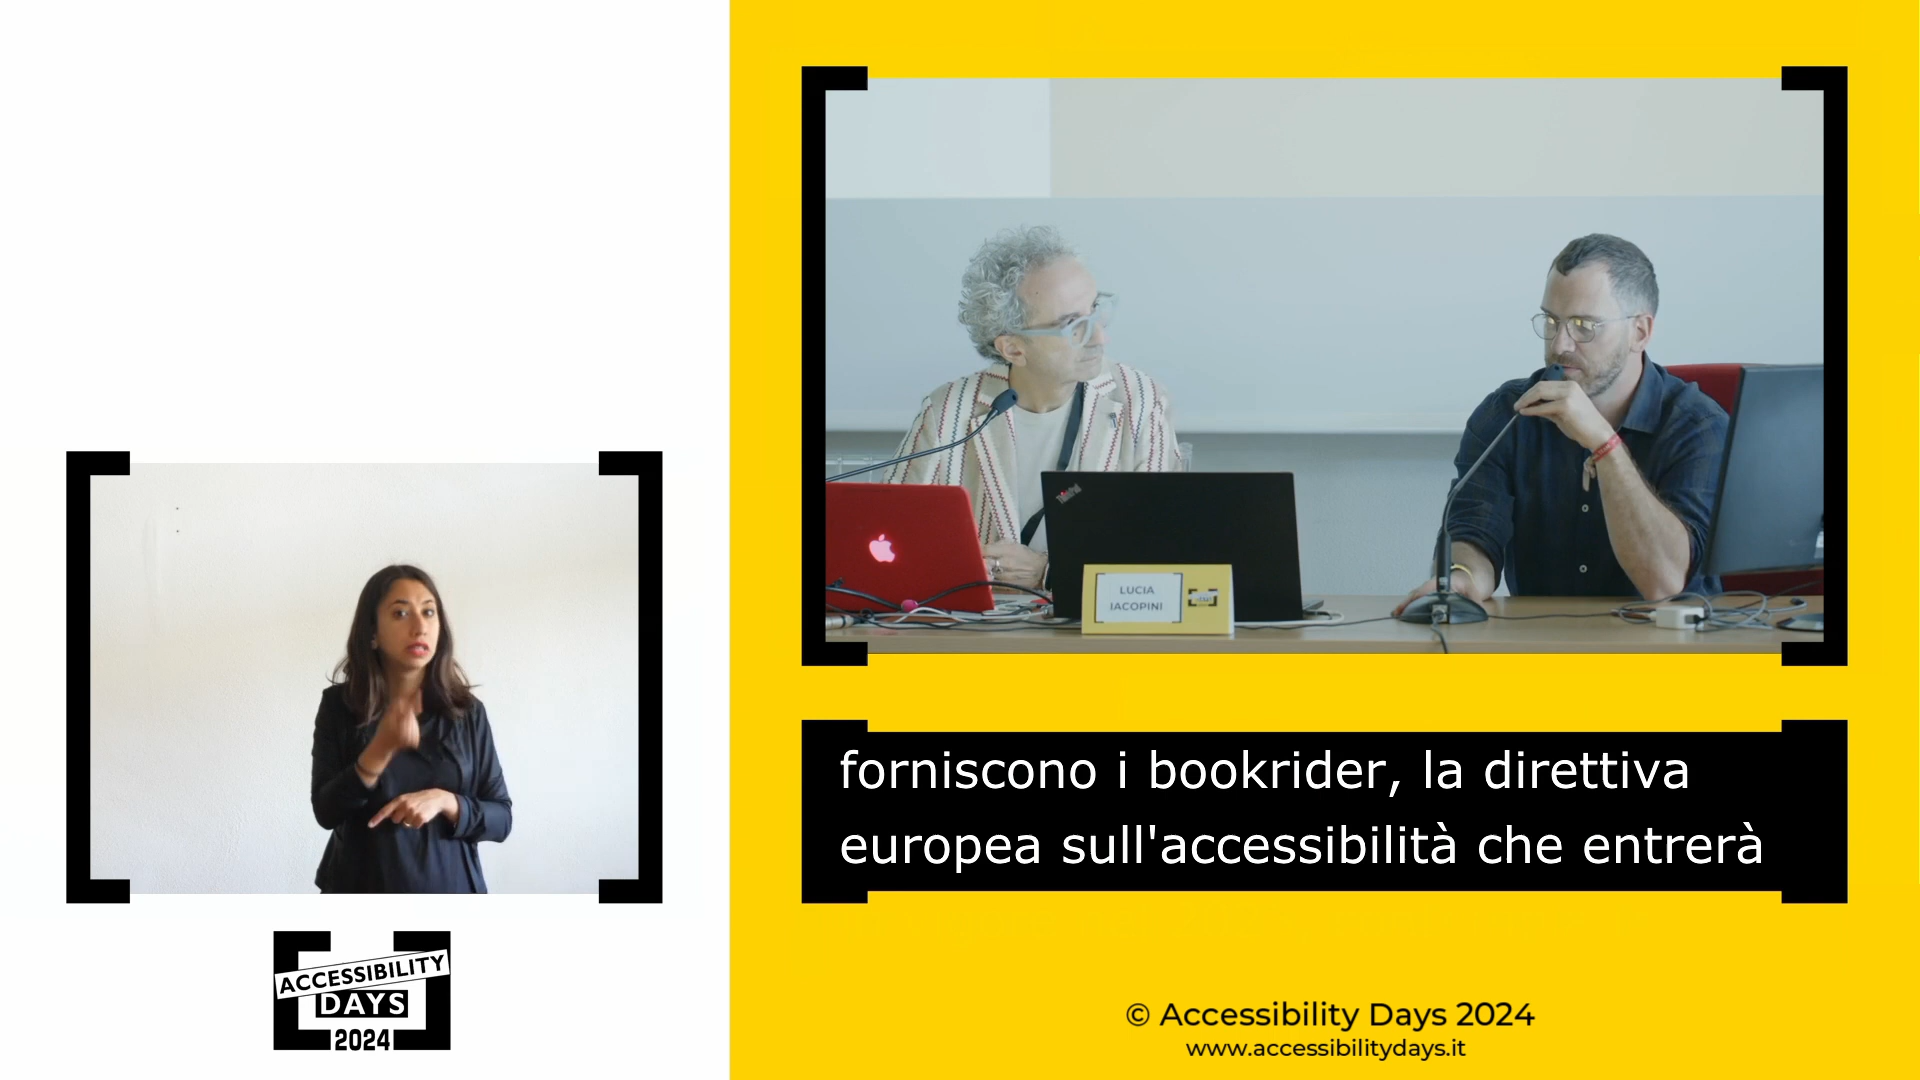 ThinkPad
LUCIA
IACOPINI
forniscono i bookrider, la direttiva
europea sull'accessibilità che entrerà
ACCESSIBILITY
DAYS
2024
© Accessibility Days 2024
www.accessibilitydays.it